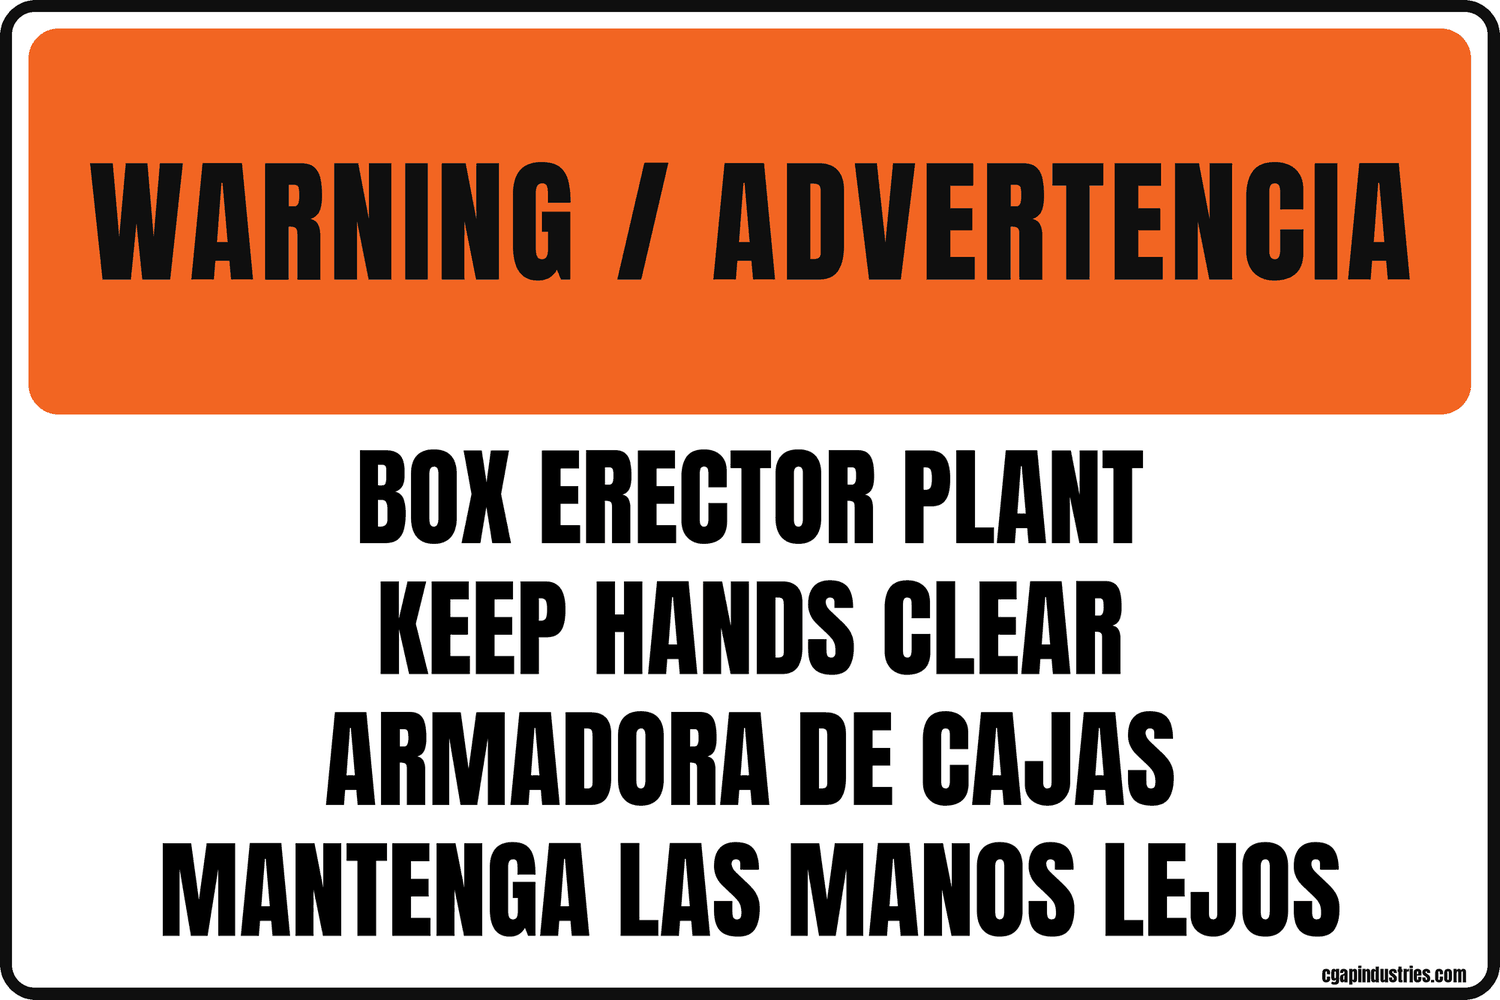 WARNING / ADVERTENCIA
BOX ERECTOR PLANT
KEEP HANDS CLEAR
ARMADORA DE CAJAS
MANTENGA LAS MANOS LEJOS
cgapindustries.com